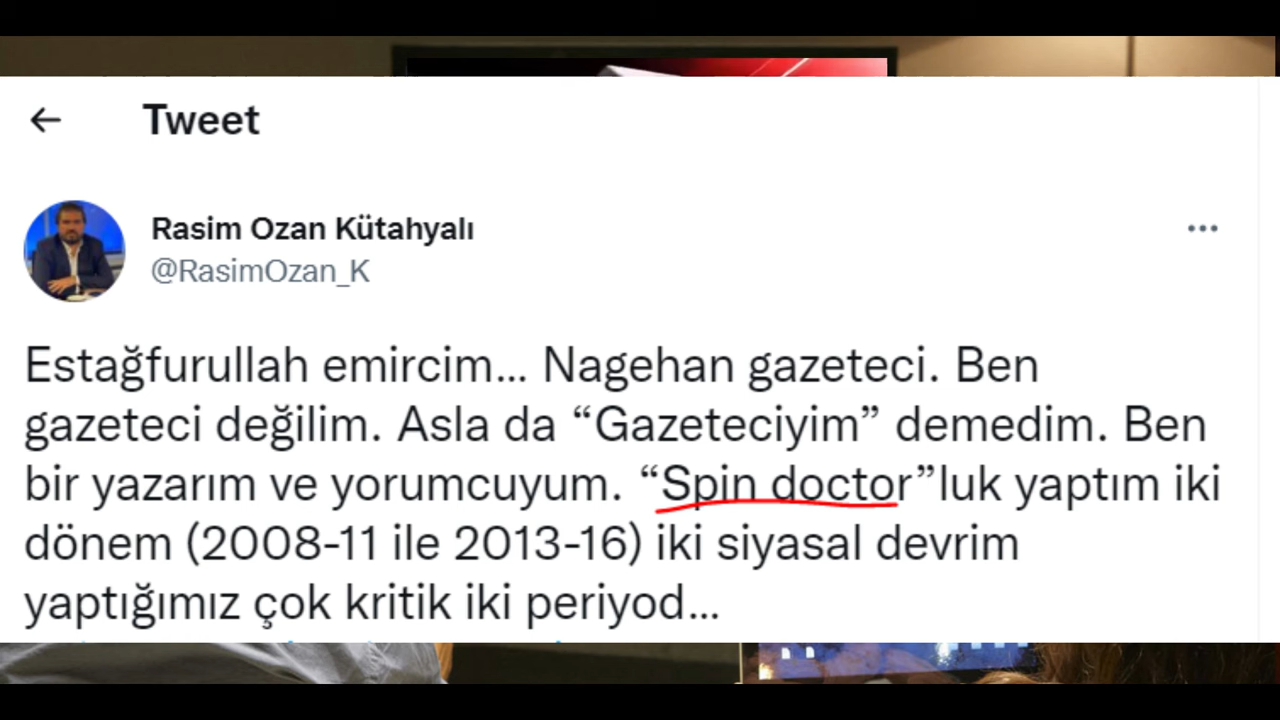 Tweet
Rasim Ozan Kütahyalı
@RasimOzan_K
Estağfurullah emircim... Nagehan gazeteci. Ben
gazeteci değilim. Asla da “Gazeteciyim” demedim. Ben
bir yazarım ve yorumcuyum. “Spin doctor”luk yaptım iki
dönem (2008-11 ile 2013-16) iki siyasal devrim
yaptığımız çok kritik iki periyod...